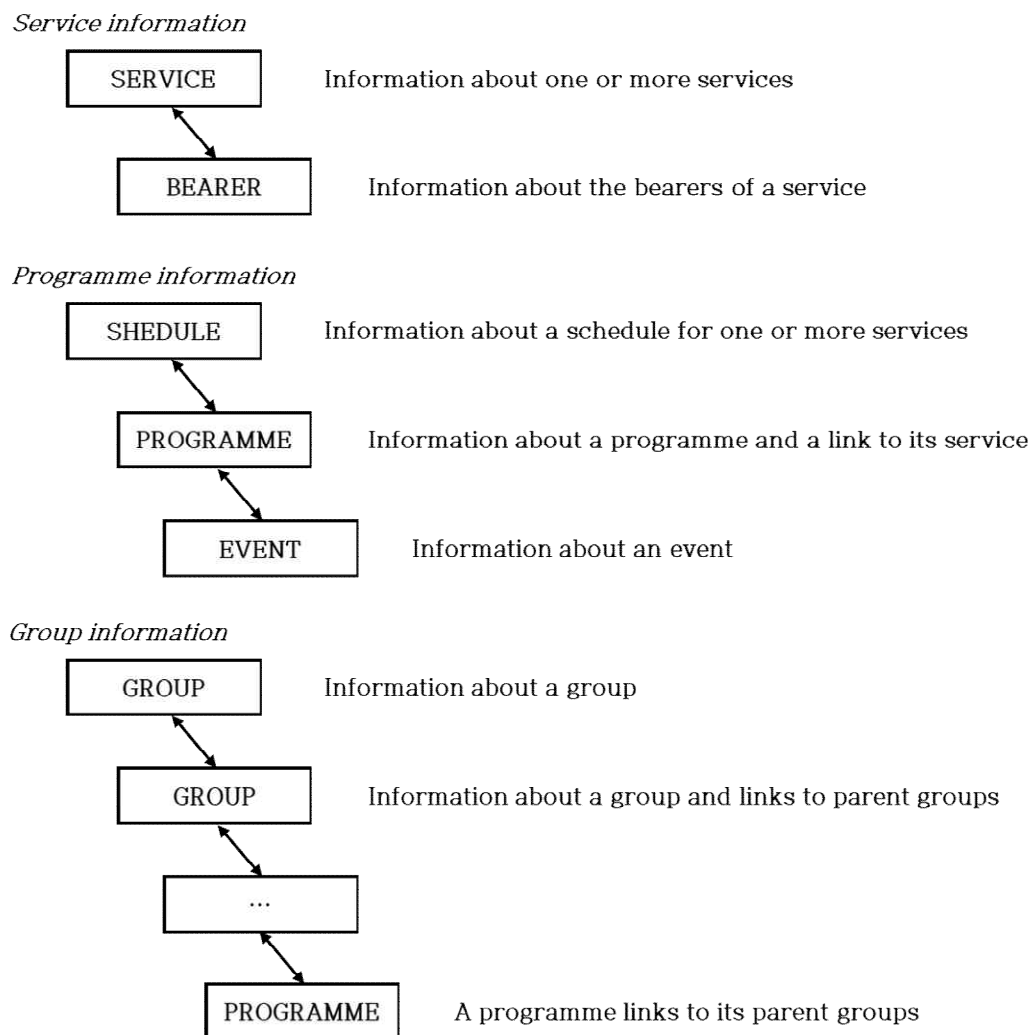 Service information
SERVICE Information about one or more services
BEARER Information about the bearers of a service
Programme information
SHEDULE Information about a schedule for one or more services
PROGRAMME Information about a programme and a link to its service
EVENT Information about an event
Group information
GROUP Information about a group
GROUP Information about a group and links to parent groups
...
PROGRAMME A programme links to its parent groups